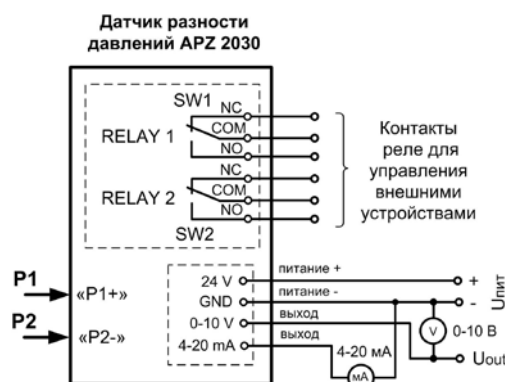 Датчик разности
давлений APZ 2030
SW1
NC
RELAY 1
COM
NO
NC
RELAY 2
COM
NO
SW2
Контакты
реле для
управления
внешними
устройствами
P1
«P1+»
P2
«P2-»
24 V
GND
0-10 V
4-20 mA
питание +
питание -
выход
выход
4-20 мА
мА
+
-
Uпит
V
0-10 В
Uout